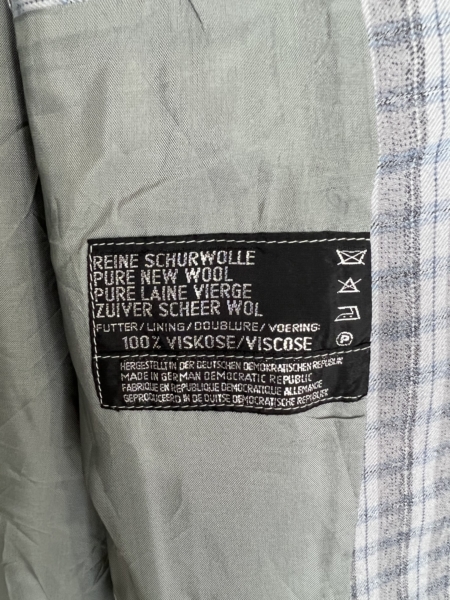 REINE SCHURWOLLE
PURE NEW WOOL
PURE LAINE VIERGE
ZUIVER SCHEER WOL
FUTTER/LINING/DOUBLURE/VOERING:
100% VISKOSE/VISCOSE
HERGESTELLT IN DER DEUTSCHEN DEMOKRATISCHEN REPUBLIK
MADE IN GERMAN DEMOCRATIC REPUBLIC
FABRIQUE EN REPUBLIQUE DEMOCRATIQUE ALLEMANDE
GEPRODUCEERD IN DE DUITSE DEMOCRATISCHE REPUBLIC
P